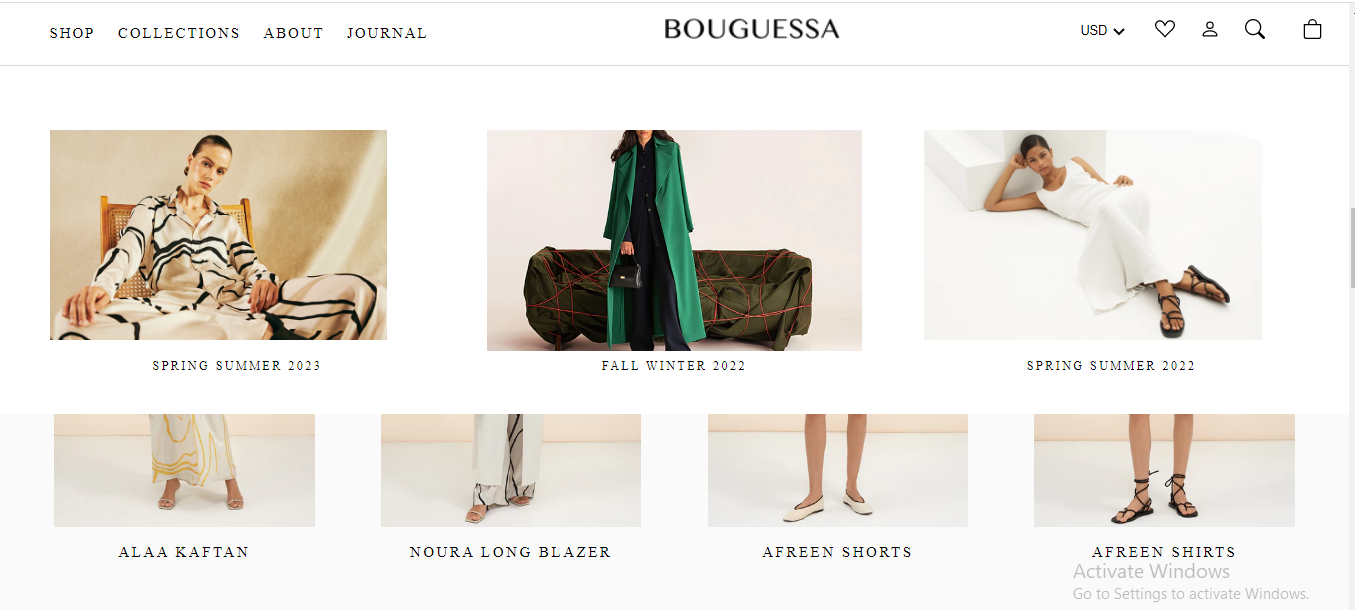 SHOP COLLECTIONS ABOUT JOURNAL BOUGUESSA USD
SPRING SUMMER 2023 FALL WINTER 2022 SPRING SUMMER 2022
ALAA KAFTAN NOURA LONG BLAZER AFREEN SHORTS AFREEN SHIRTS
Activate Windows
Go to Settings to activate Windows.